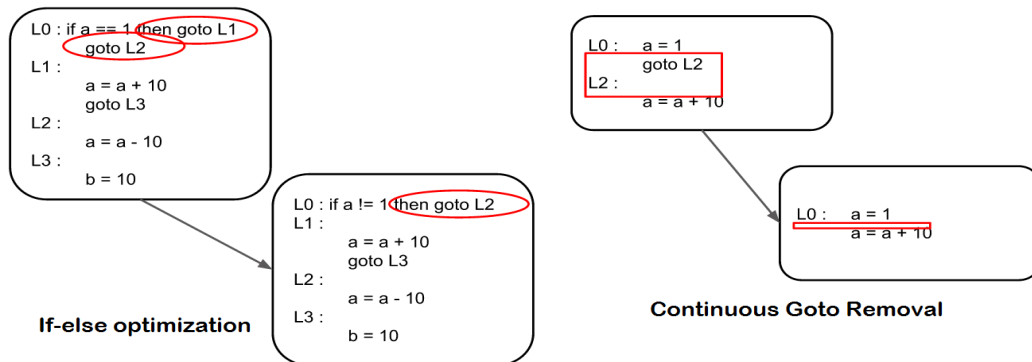 L0 : if a == 1 then goto L1
goto L2
L1 :
a = a + 10
goto L3
L2 :
a = a - 10
L3 :
b = 10
L0 : if a != 1 then goto L2
L1 :
a = a + 10
goto L3
L2 :
a = a - 10
L3 :
b = 10
If-else optimization
L0 : a = 1
goto L2
L2 :
a = a + 10
L0 : a = 1
a = a + 10
Continuous Goto Removal